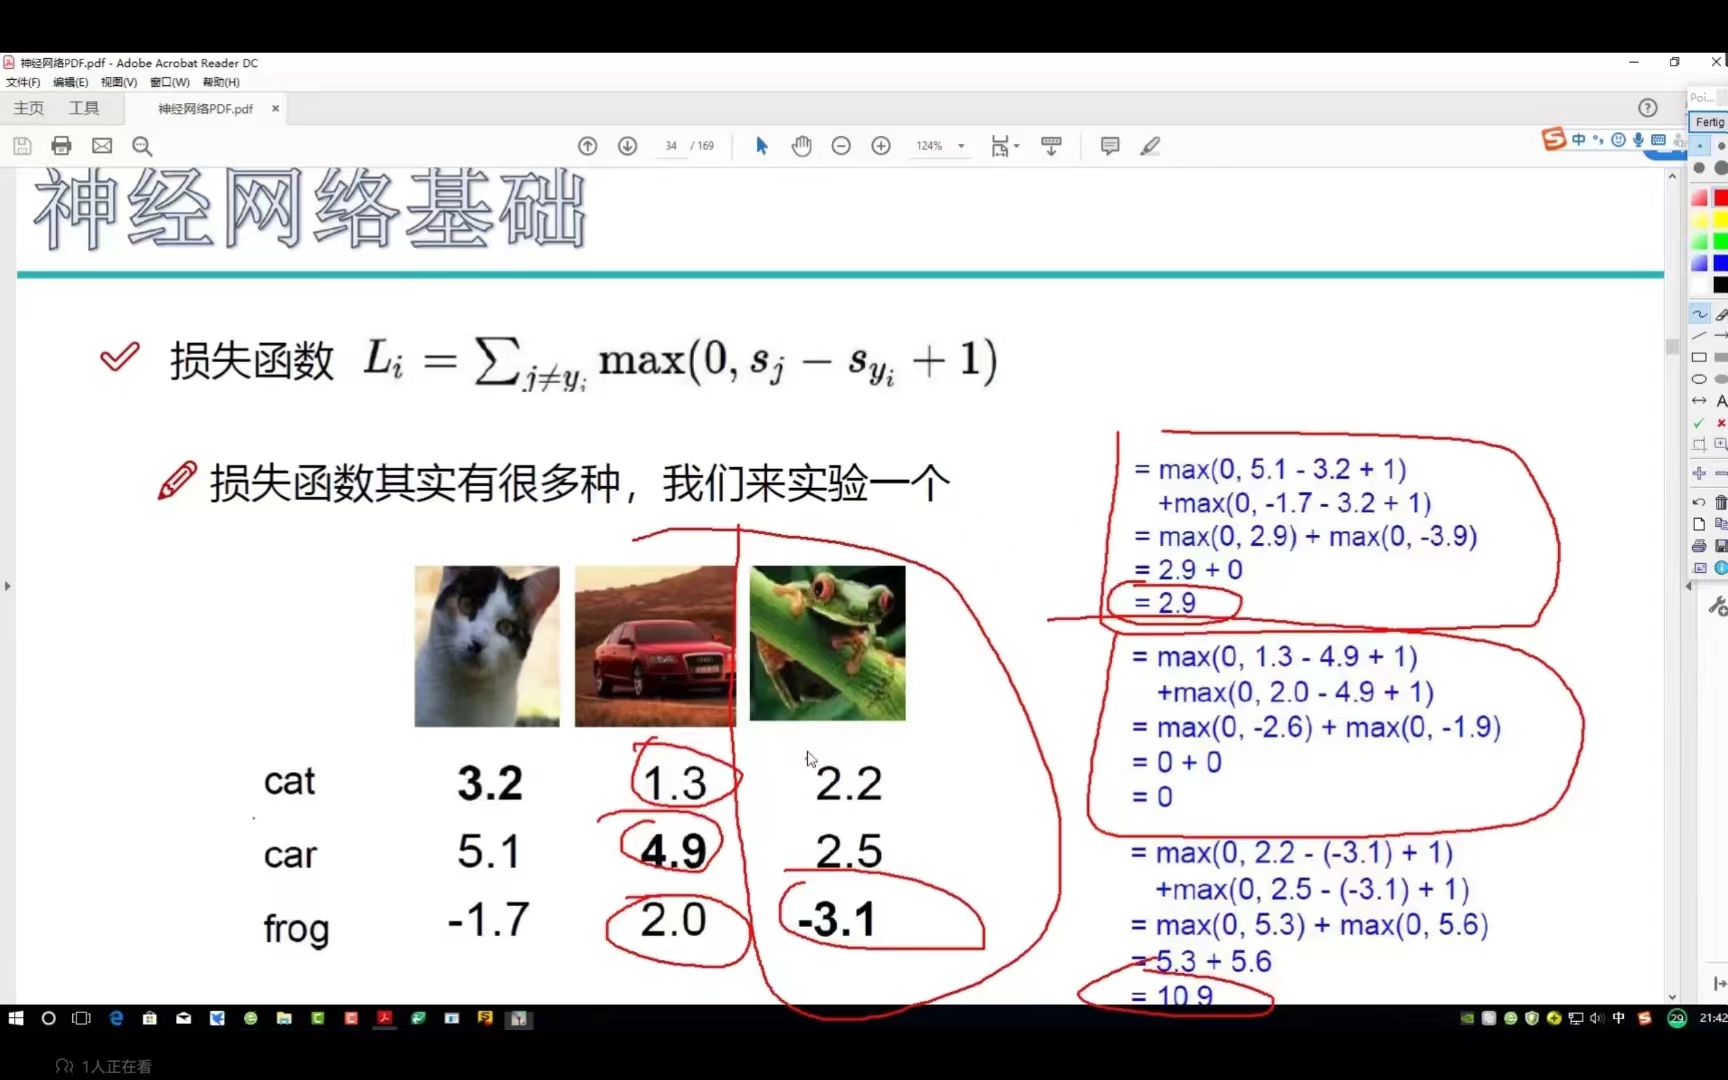 神经网络PDF.pdf - Adobe Acrobat Reader DC
文件(F) 编辑(E) 视图(V) 窗口(W) 帮助(H)
主页 工具 神经网络PDF.pdf ×
34 / 169 124%
中
Poi...
Fertig
神经网络基础
损失函数 L_i = ∑_{j≠y_i} max(0, s_j − s_{y_i} + 1)
损失函数其实有很多种，我们来实验一个
cat 3.2 1.3 2.2
car 5.1 4.9 2.5
frog -1.7 2.0 -3.1
= max(0, 5.1 - 3.2 + 1)
+max(0, -1.7 - 3.2 + 1)
= max(0, 2.9) + max(0, -3.9)
= 2.9 + 0
= 2.9
= max(0, 1.3 - 4.9 + 1)
+max(0, 2.0 - 4.9 + 1)
= max(0, -2.6) + max(0, -1.9)
= 0 + 0
= 0
= max(0, 2.2 - (-3.1) + 1)
+max(0, 2.5 - (-3.1) + 1)
= max(0, 5.3) + max(0, 5.6)
= 5.3 + 5.6
= 10.9
中 29 21:42
1人正在看